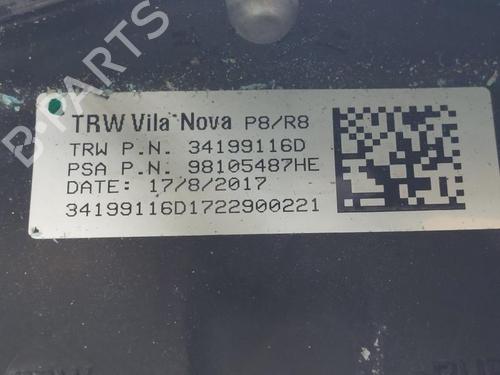 B-PARTS
TRW Vila Nova P8/R8
TRW P.N. 34199116D
PSA P.N. 98105487HE
DATE: 17/8/2017
34199116D1722900221